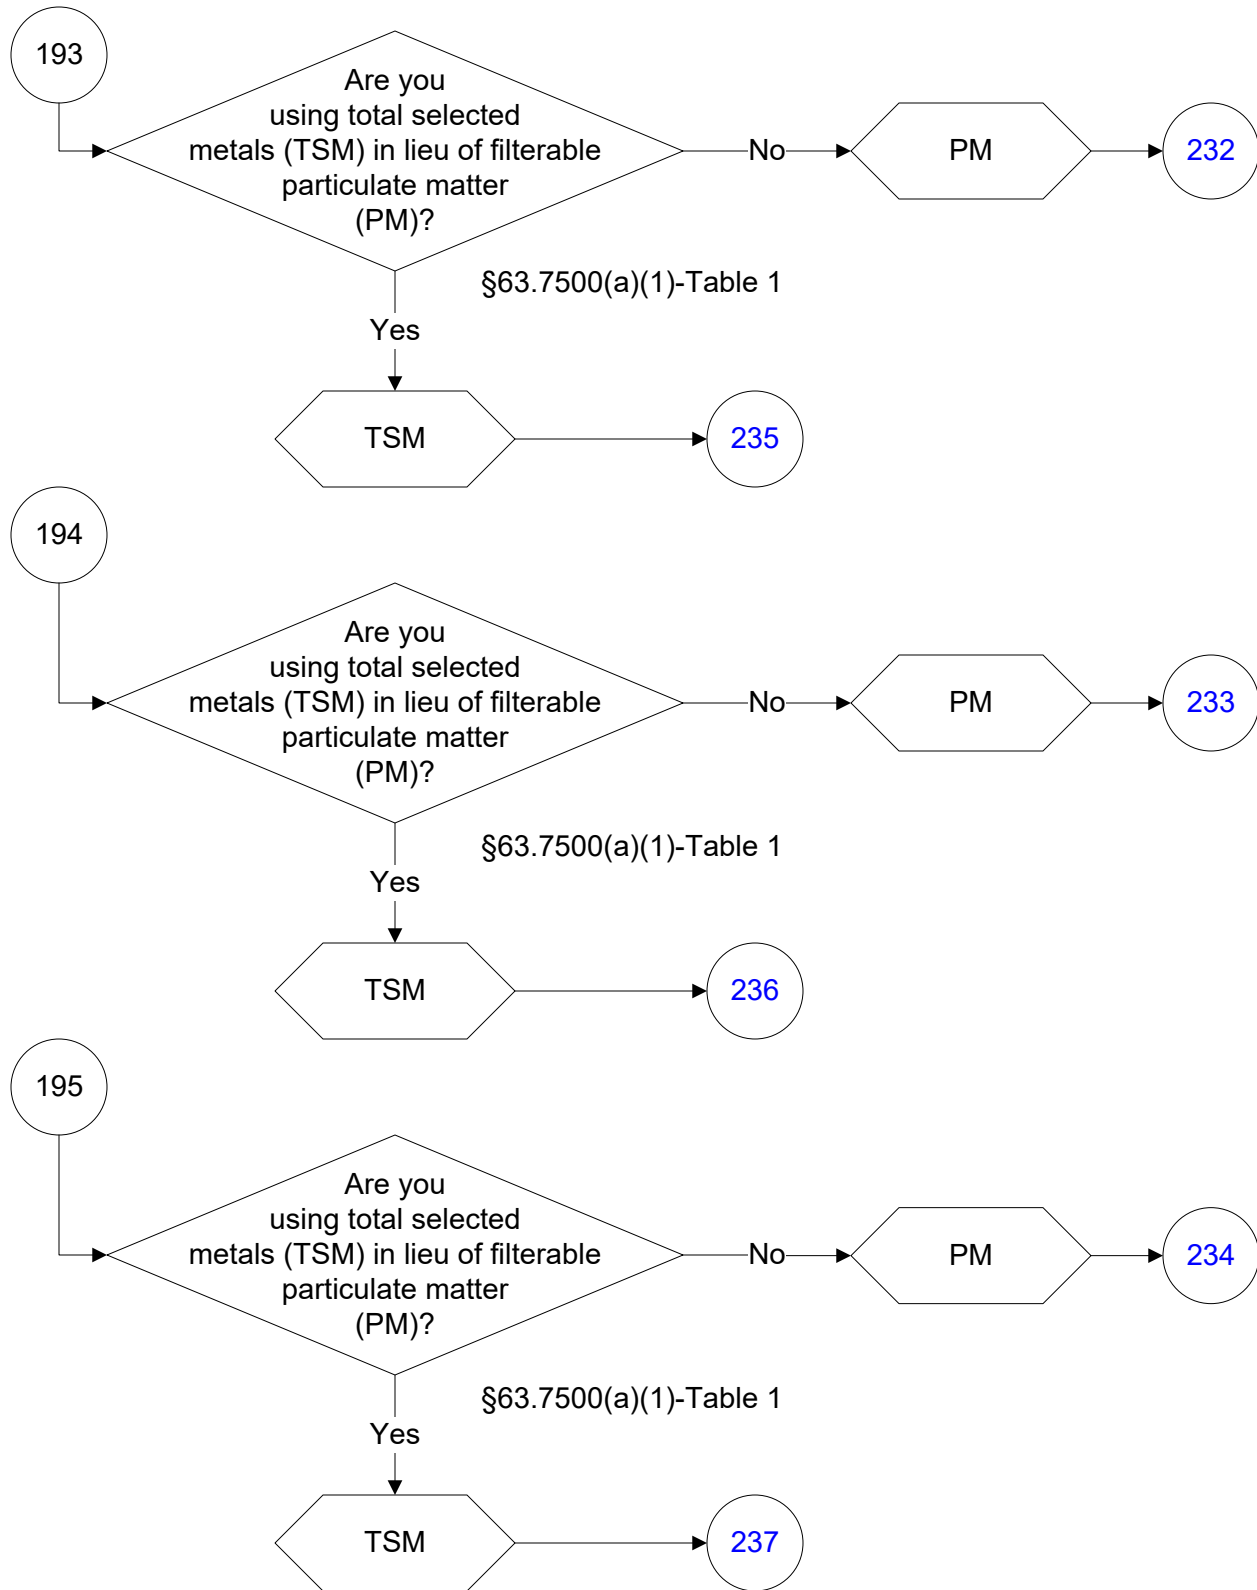 193
Are you
using total selected
metals (TSM) in lieu of filterable
particulate matter
(PM)?
No
PM
232
§63.7500(a)(1)-Table 1
Yes
TSM
235
194
Are you
using total selected
metals (TSM) in lieu of filterable
particulate matter
(PM)?
No
PM
233
§63.7500(a)(1)-Table 1
Yes
TSM
236
195
Are you
using total selected
metals (TSM) in lieu of filterable
particulate matter
(PM)?
No
PM
234
§63.7500(a)(1)-Table 1
Yes
TSM
237